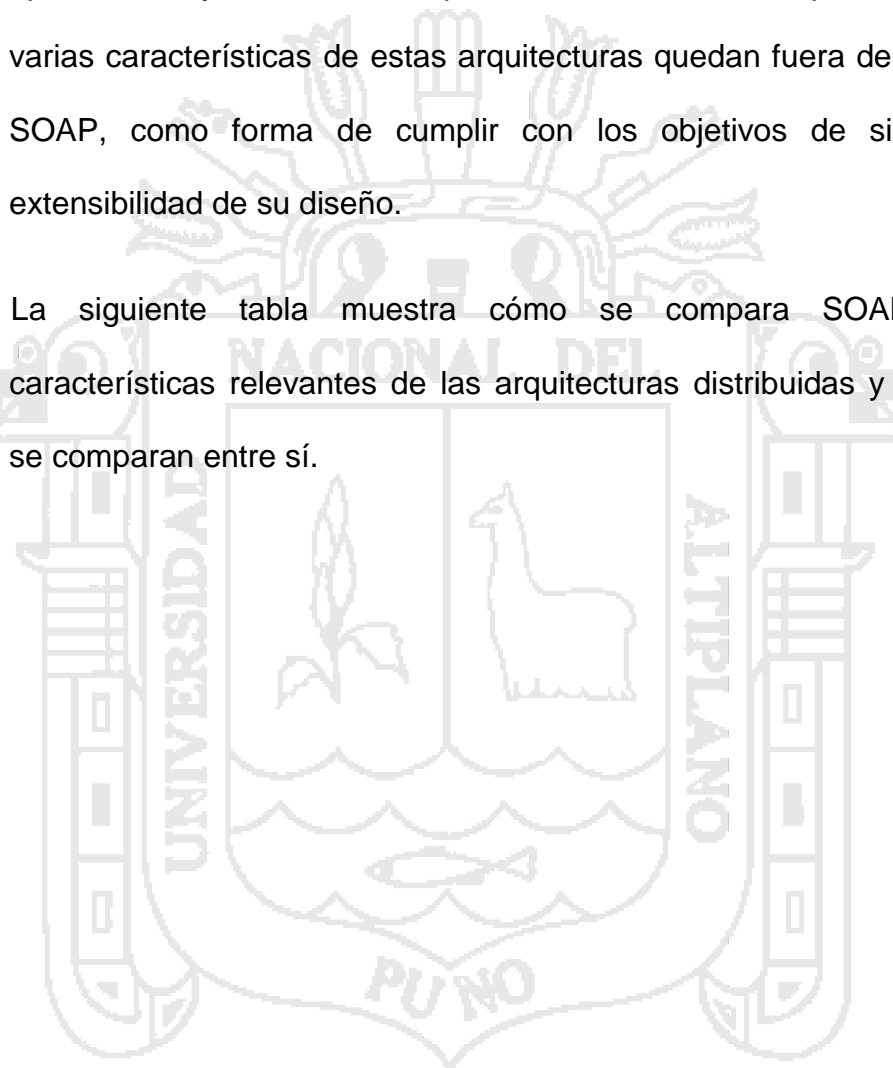 varias características de estas arquitecturas quedan fuera de
SOAP, como forma de cumplir con los objetivos de
extensibilidad de su diseño.
La siguiente tabla muestra cómo se compara
características relevantes de las arquitecturas distribuidas y
se comparan entre sí.
NACIONAL DEL
UNIVERSIDAD
ALTIPLANO
PUNO